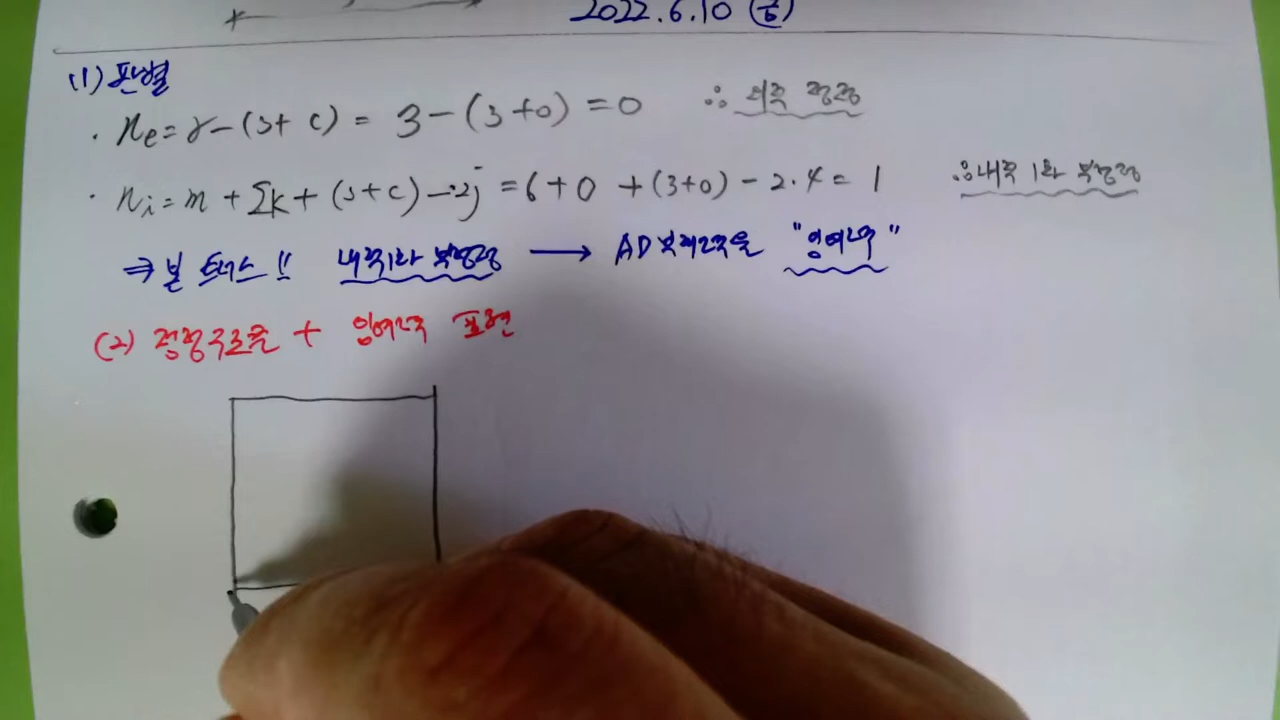 2022.6.10 (금)
(1) 판별
· ne = r - (s + c) = 3 - (3+0) = 0 ∴ 외적 정정
· ni = m + Σk + (s+c) - 2j = 6+0 + (3+0) - 2.4 = 1 ∴ 내적 1차 부정정
⇒ 본 트러스!! 내적1차 부정정 → AD부재력을 "잉여력"
(2) 정정구조물 + 잉여력 표현